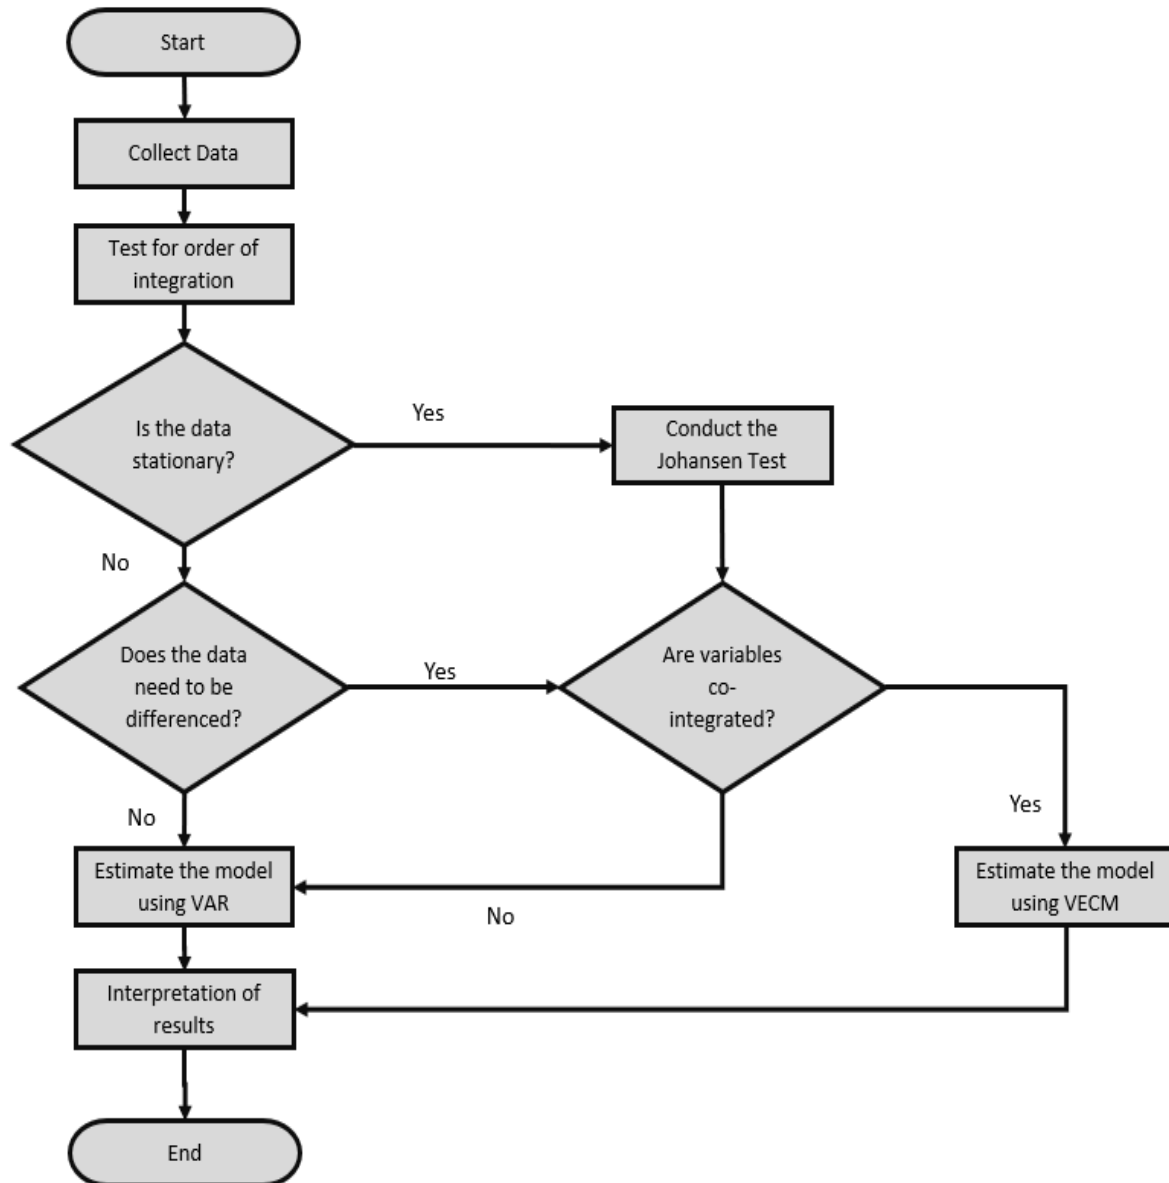 Start
Collect Data
Test for order of
integration
Is the data
stationary?
Yes
Conduct the
Johansen Test
No
Does the data
need to be
differenced?
Yes
Are variables
co-
integrated?
No
Yes
Estimate the model
using VAR
No
Estimate the model
using VECM
Interpretation of
results
End